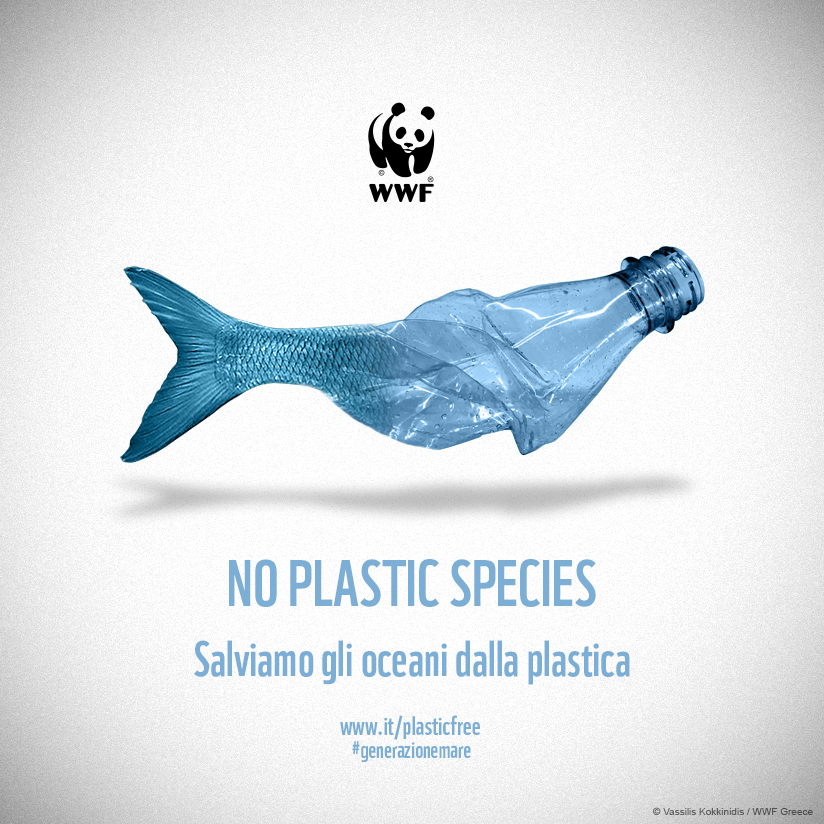 WWF
NO PLASTIC SPECIES
Salviamo gli oceani dalla plastica
www.it/plasticfree
#generazionemare
© Vassilis Kokkinidis / WWF Greece